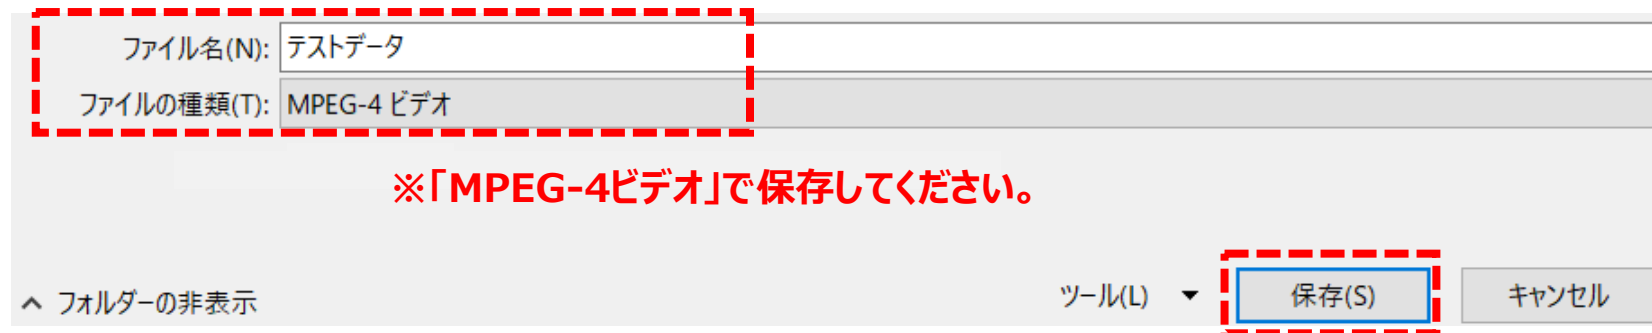 ファイル名(N): テストデータ
ファイルの種類(T): MPEG-4 ビデオ
※「MPEG-4ビデオ」で保存してください。
フォルダーの非表示 ツール(L) 保存(S) キャンセル